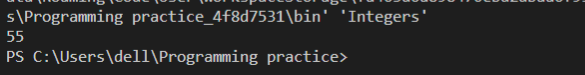 s\Programming practice_4f8d7531\bin' 'Integers'
55
PS C:\Users\dell\Programming practice>